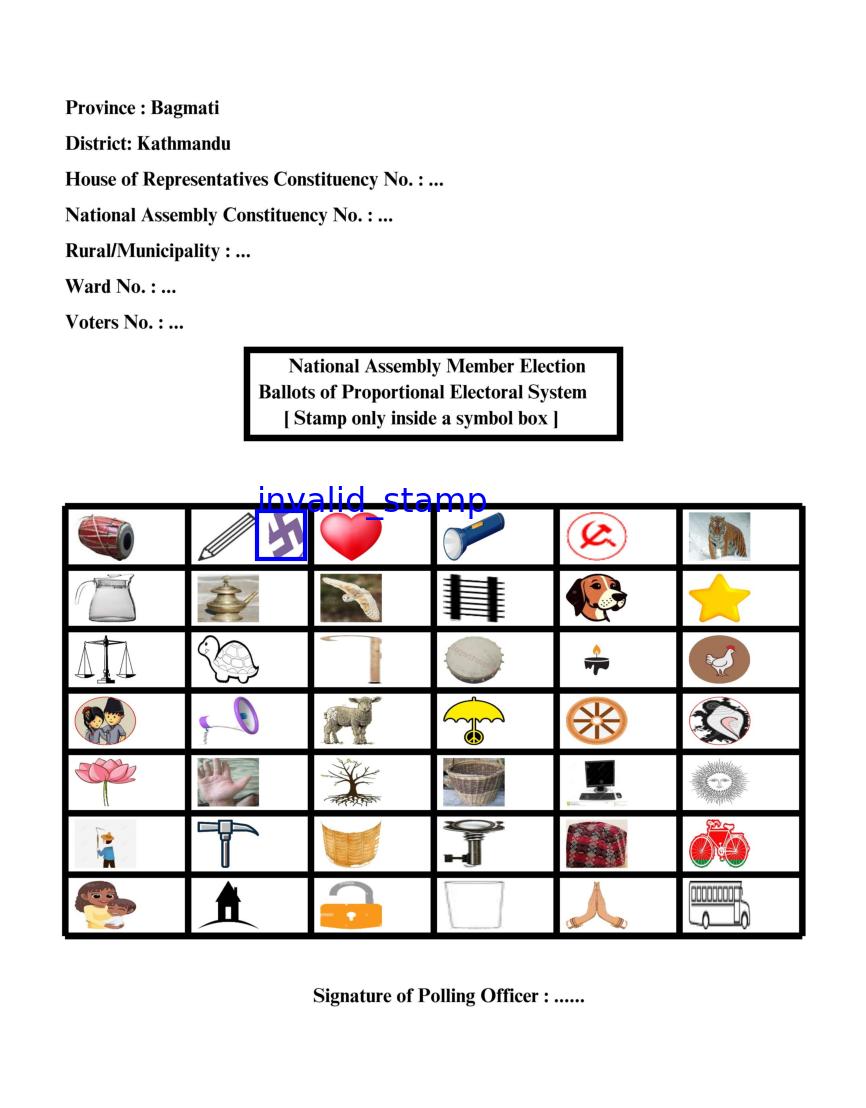 Province : Bagmati
District: Kathmandu
House of Representatives Constituency No. : ...
National Assembly Constituency No. : ...
Rural/Municipality : ...
Ward No. : ...
Voters No. : ...
National Assembly Member Election
Ballots of Proportional Electoral System
[ Stamp only inside a symbol box ]
invalid_stamp
Signature of Polling Officer : ......